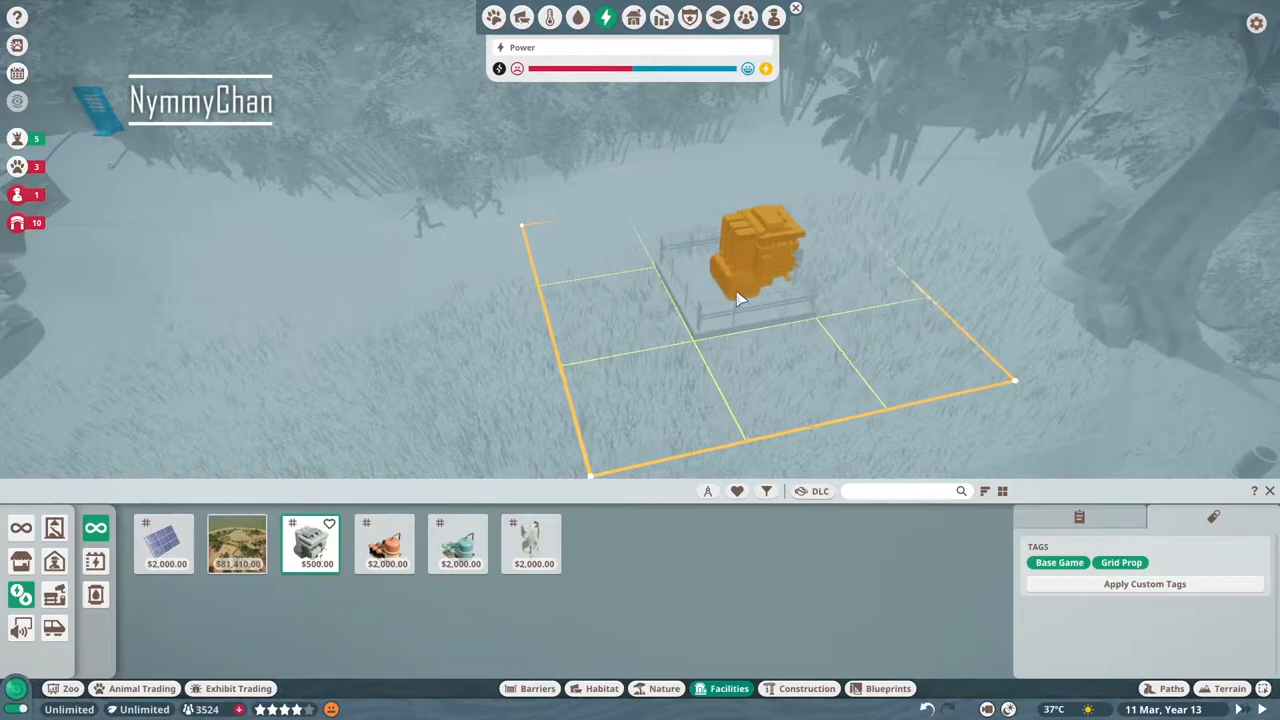 Power
NymmyChan
5
3
1
10
DLC
$2,000.00
$81,410.00
$500.00
$2,000.00
$2,000.00
$2,000.00
TAGS
Base Game
Grid Prop
Apply Custom Tags
Zoo
Animal Trading
Exhibit Trading
Barriers
Habitat
Nature
Facilities
Construction
Blueprints
Paths
Terrain
Unlimited
Unlimited
3524
37°C
11 Mar, Year 13